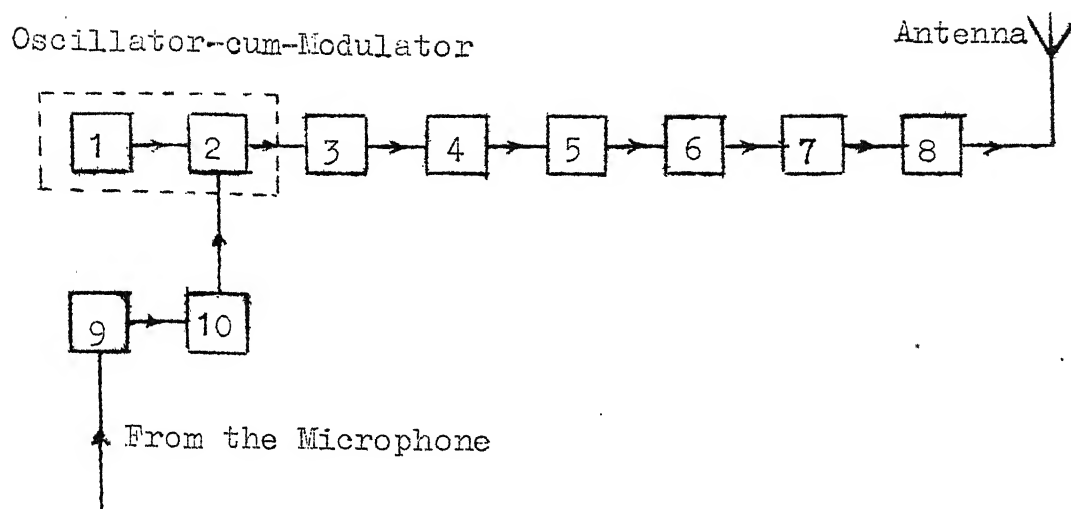 Oscillator-cum-Modulator
Antenna
1 2 3 4 5 6 7 8
9 10
From the Microphone